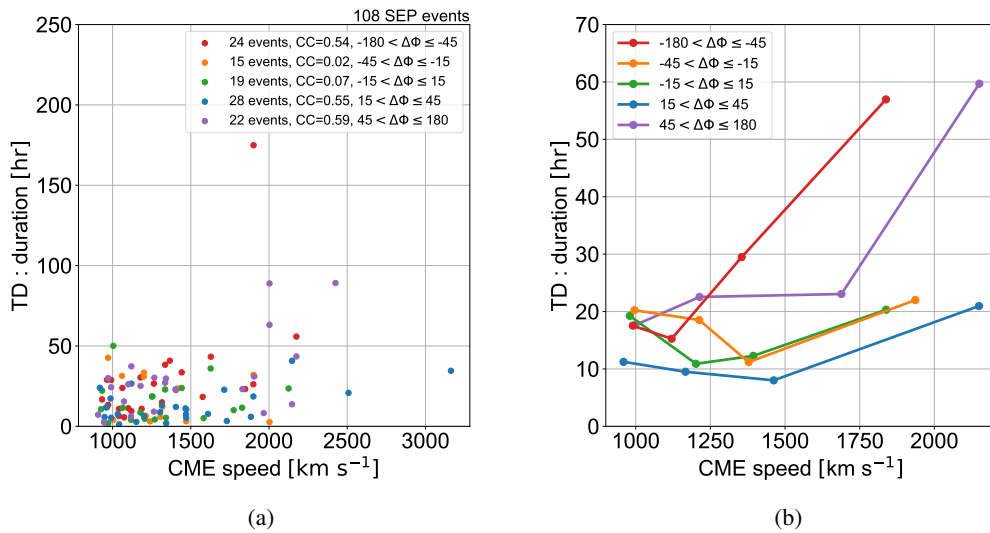 108 SEP events
24 events, CC=0.54, -180 < ΔΦ ≤ -45
15 events, CC=0.02, -45 < ΔΦ ≤ -15
19 events, CC=0.07, -15 < ΔΦ ≤ 15
28 events, CC=0.55, 15 < ΔΦ ≤ 45
22 events, CC=0.59, 45 < ΔΦ ≤ 180
250
200
150
100
50
0
TD : duration [hr]
1000 1500 2000 2500 3000
CME speed [km s⁻¹]
(a)
-180 < ΔΦ ≤ -45
-45 < ΔΦ ≤ -15
-15 < ΔΦ ≤ 15
15 < ΔΦ ≤ 45
45 < ΔΦ ≤ 180
70
60
50
40
30
20
10
0
TD : duration [hr]
1000 1250 1500 1750 2000
CME speed [km s⁻¹]
(b)